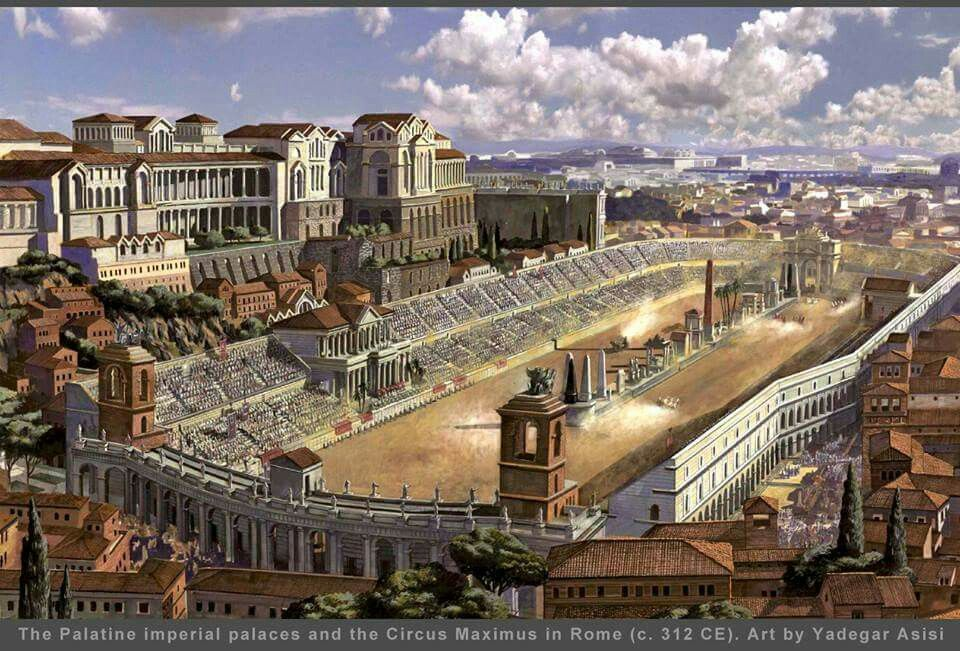 The Palatine imperial palaces and the Circus Maximus in Rome (c. 312 CE). Art by Yadegar Asisi